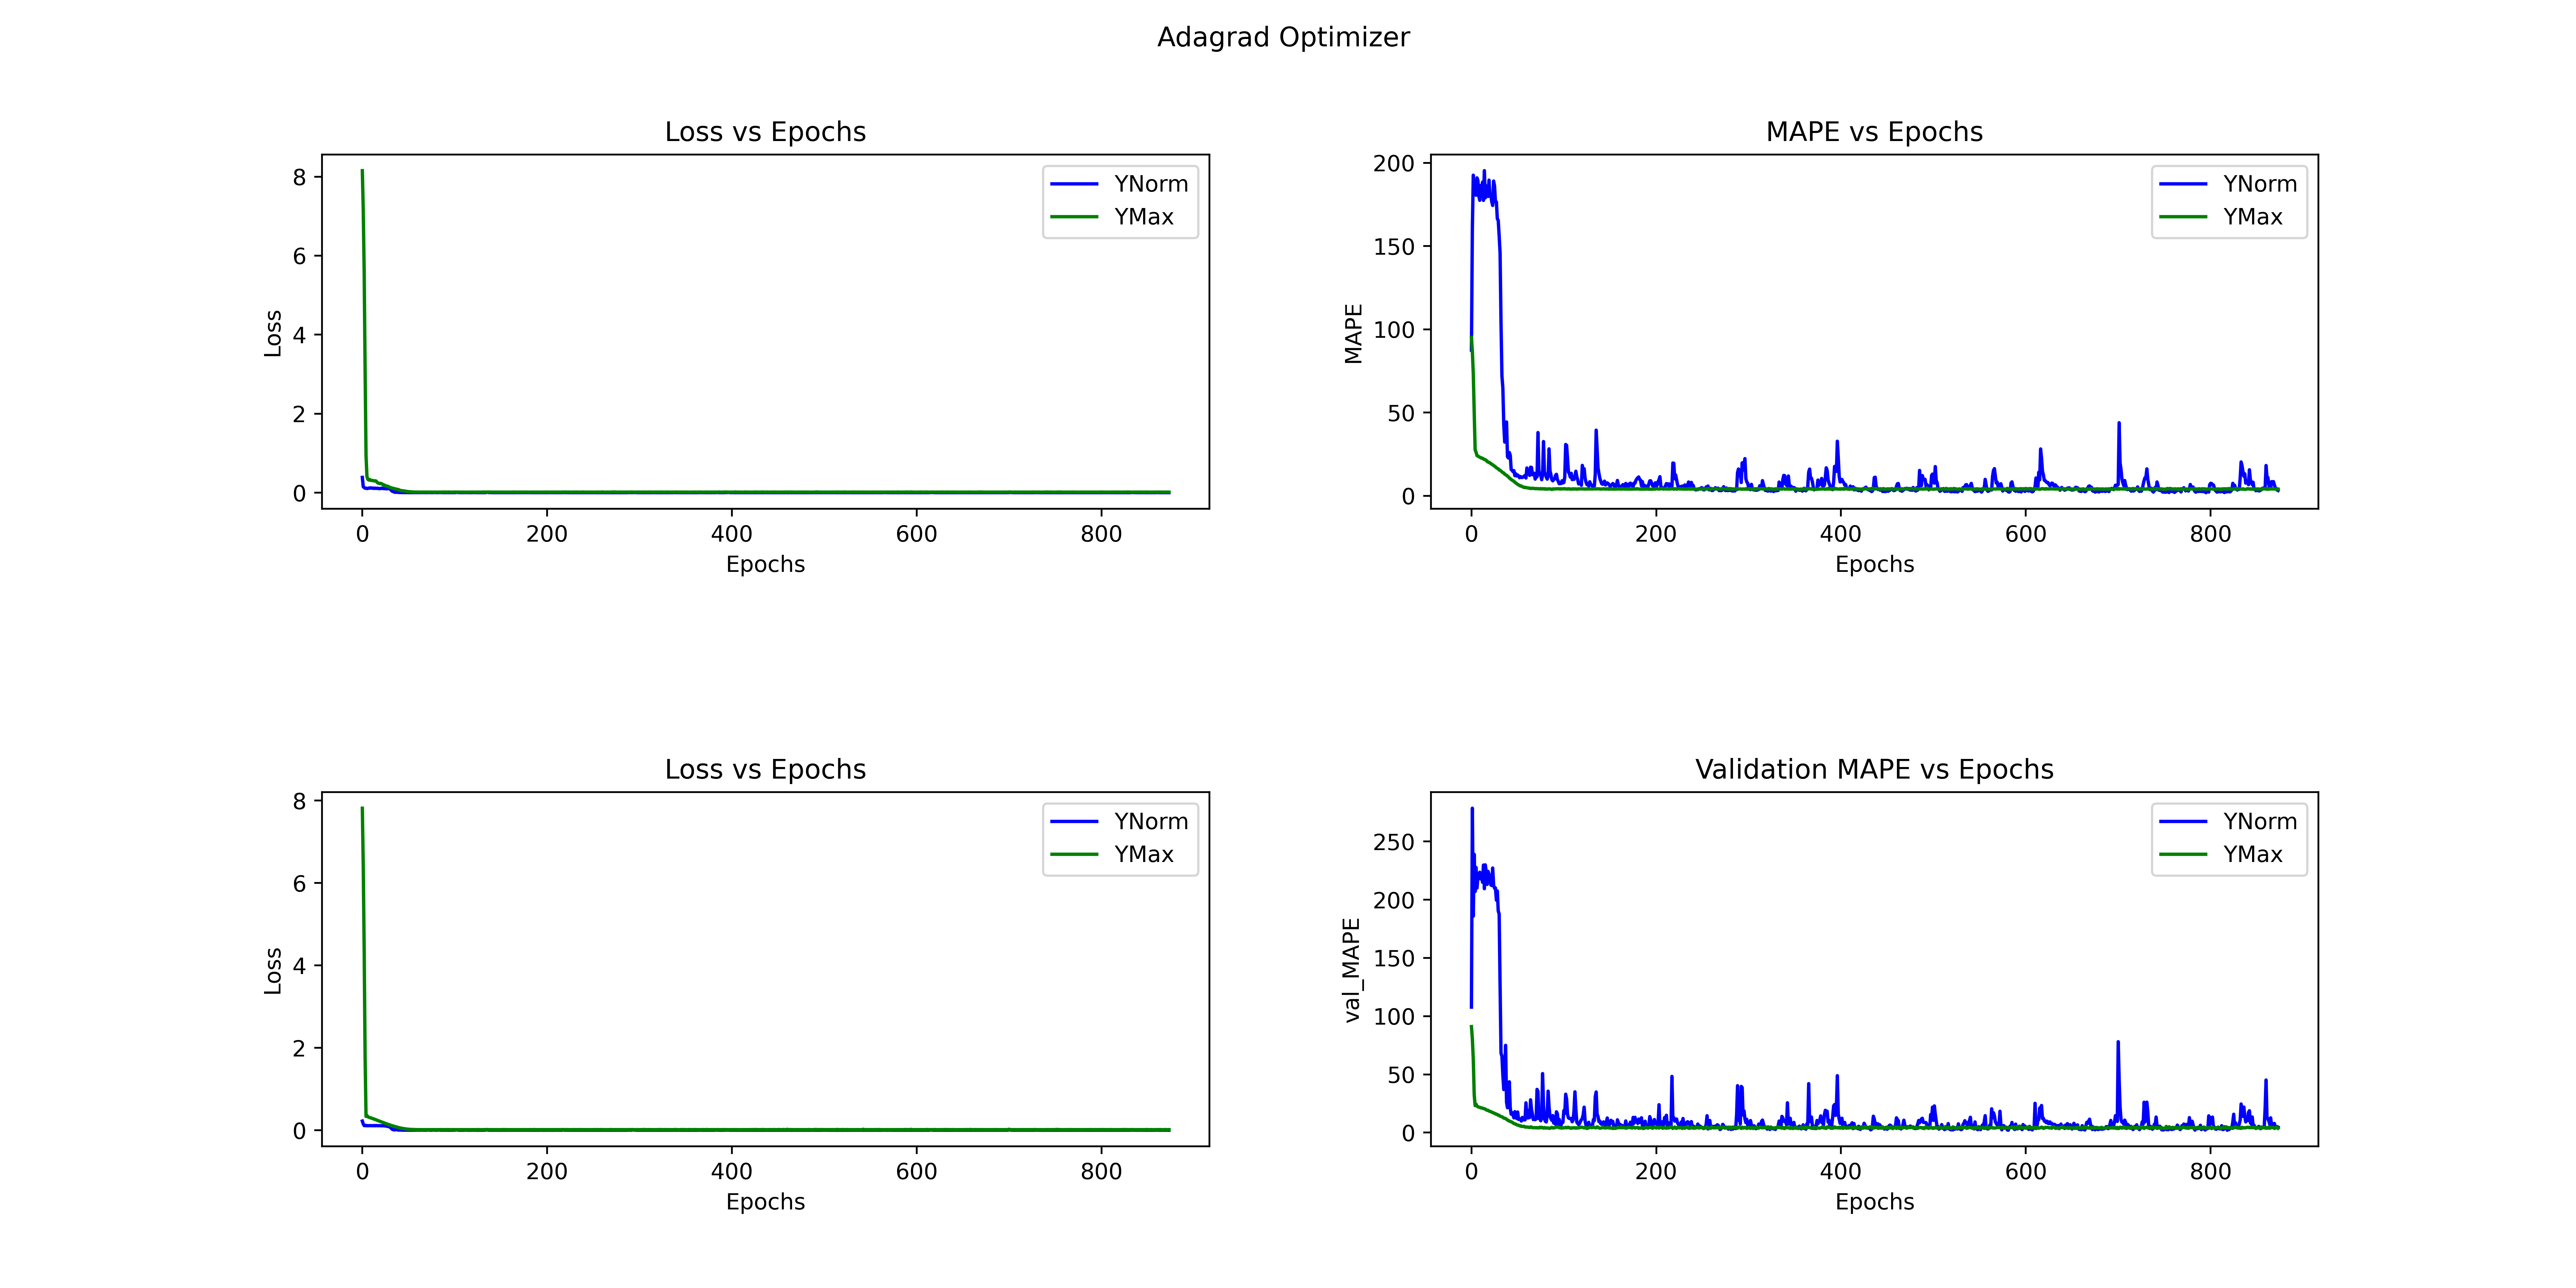 Adagrad Optimizer
Loss vs Epochs
8
6
4
2
0
Loss
0 200 400 600 800
Epochs
YNorm
YMax
MAPE vs Epochs
200
150
100
50
0
MAPE
0 200 400 600 800
Epochs
YNorm
YMax
Loss vs Epochs
8
6
4
2
0
Loss
0 200 400 600 800
Epochs
YNorm
YMax
Validation MAPE vs Epochs
250
200
150
100
50
0
val_MAPE
0 200 400 600 800
Epochs
YNorm
YMax